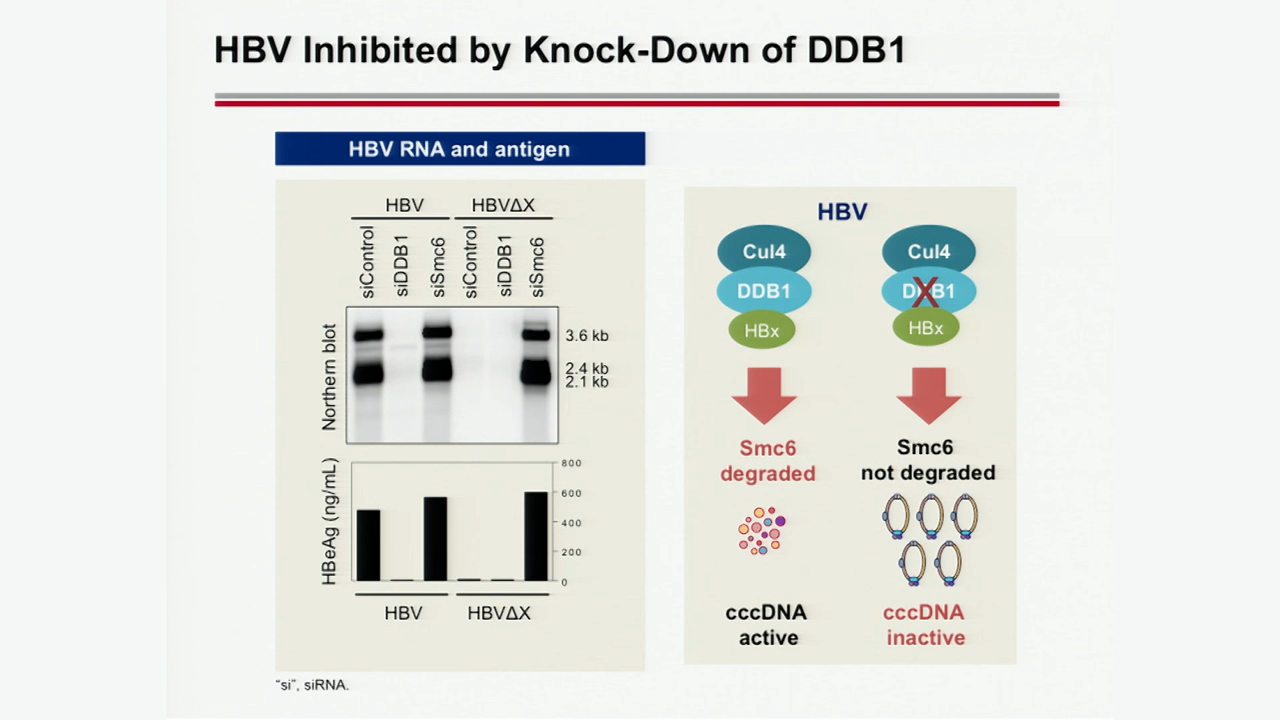 HBV Inhibited by Knock-Down of DDB1
HBV RNA and antigen
HBV HBVΔX
siControl siDDB1 siSmc6 siControl siDDB1 siSmc6
Northern blot
3.6 kb
2.4 kb
2.1 kb
HBeAg (ng/mL)
800
600
400
200
0
HBV HBVΔX
HBV
Cul4
DDB1
HBx
Smc6
degraded
cccDNA
active
Cul4
DDB1
X
HBx
Smc6
not degraded
cccDNA
inactive
“si”, siRNA.